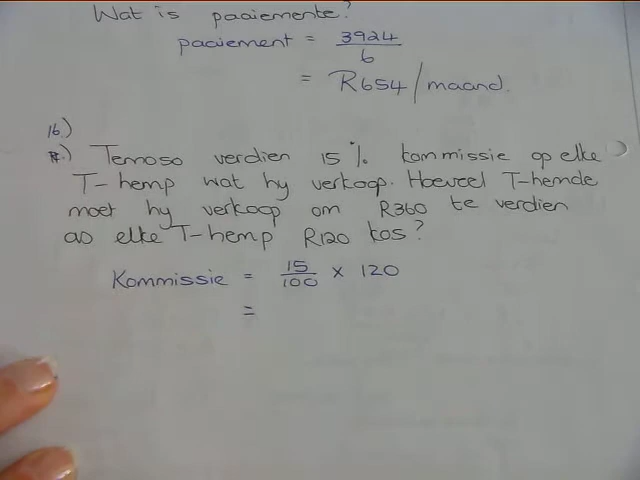 Wat is paaiemente?
paaiement = 3924/6
= R654/maand.
16.)
Temoso verdien 15% kommissie op elke
T-hemp wat hy verkoop. Hoeveel T-hemde
moet hy verkoop om R360 te verdien
as elke T-hemp R120 kos?
Kommissie = 15/100 × 120
=